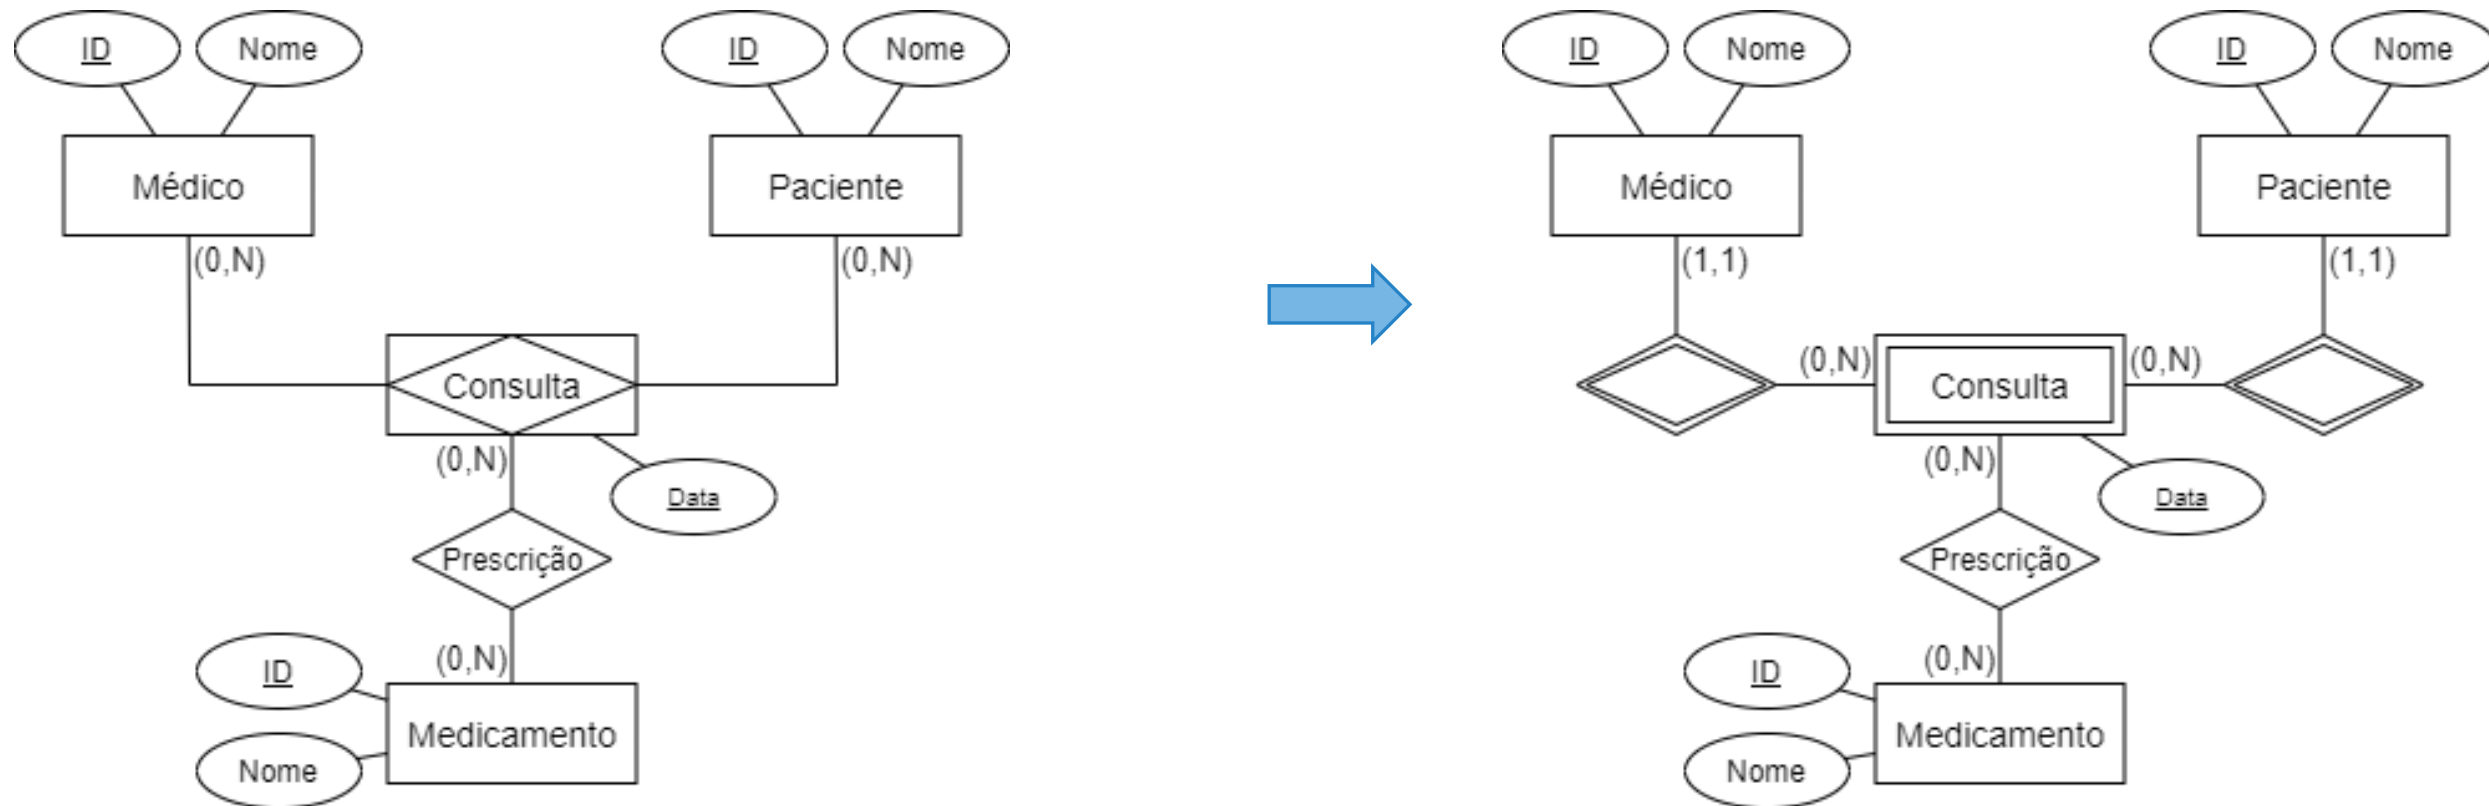 ID
Nome
ID
Nome
Médico
Paciente
(0,N)
(0,N)
Consulta
(0,N)
Data
Prescrição
(0,N)
ID
Medicamento
Nome
ID
Nome
ID
Nome
Médico
Paciente
(1,1)
(1,1)
(0,N)
Consulta
(0,N)
(0,N)
Data
Prescrição
(0,N)
ID
Medicamento
Nome